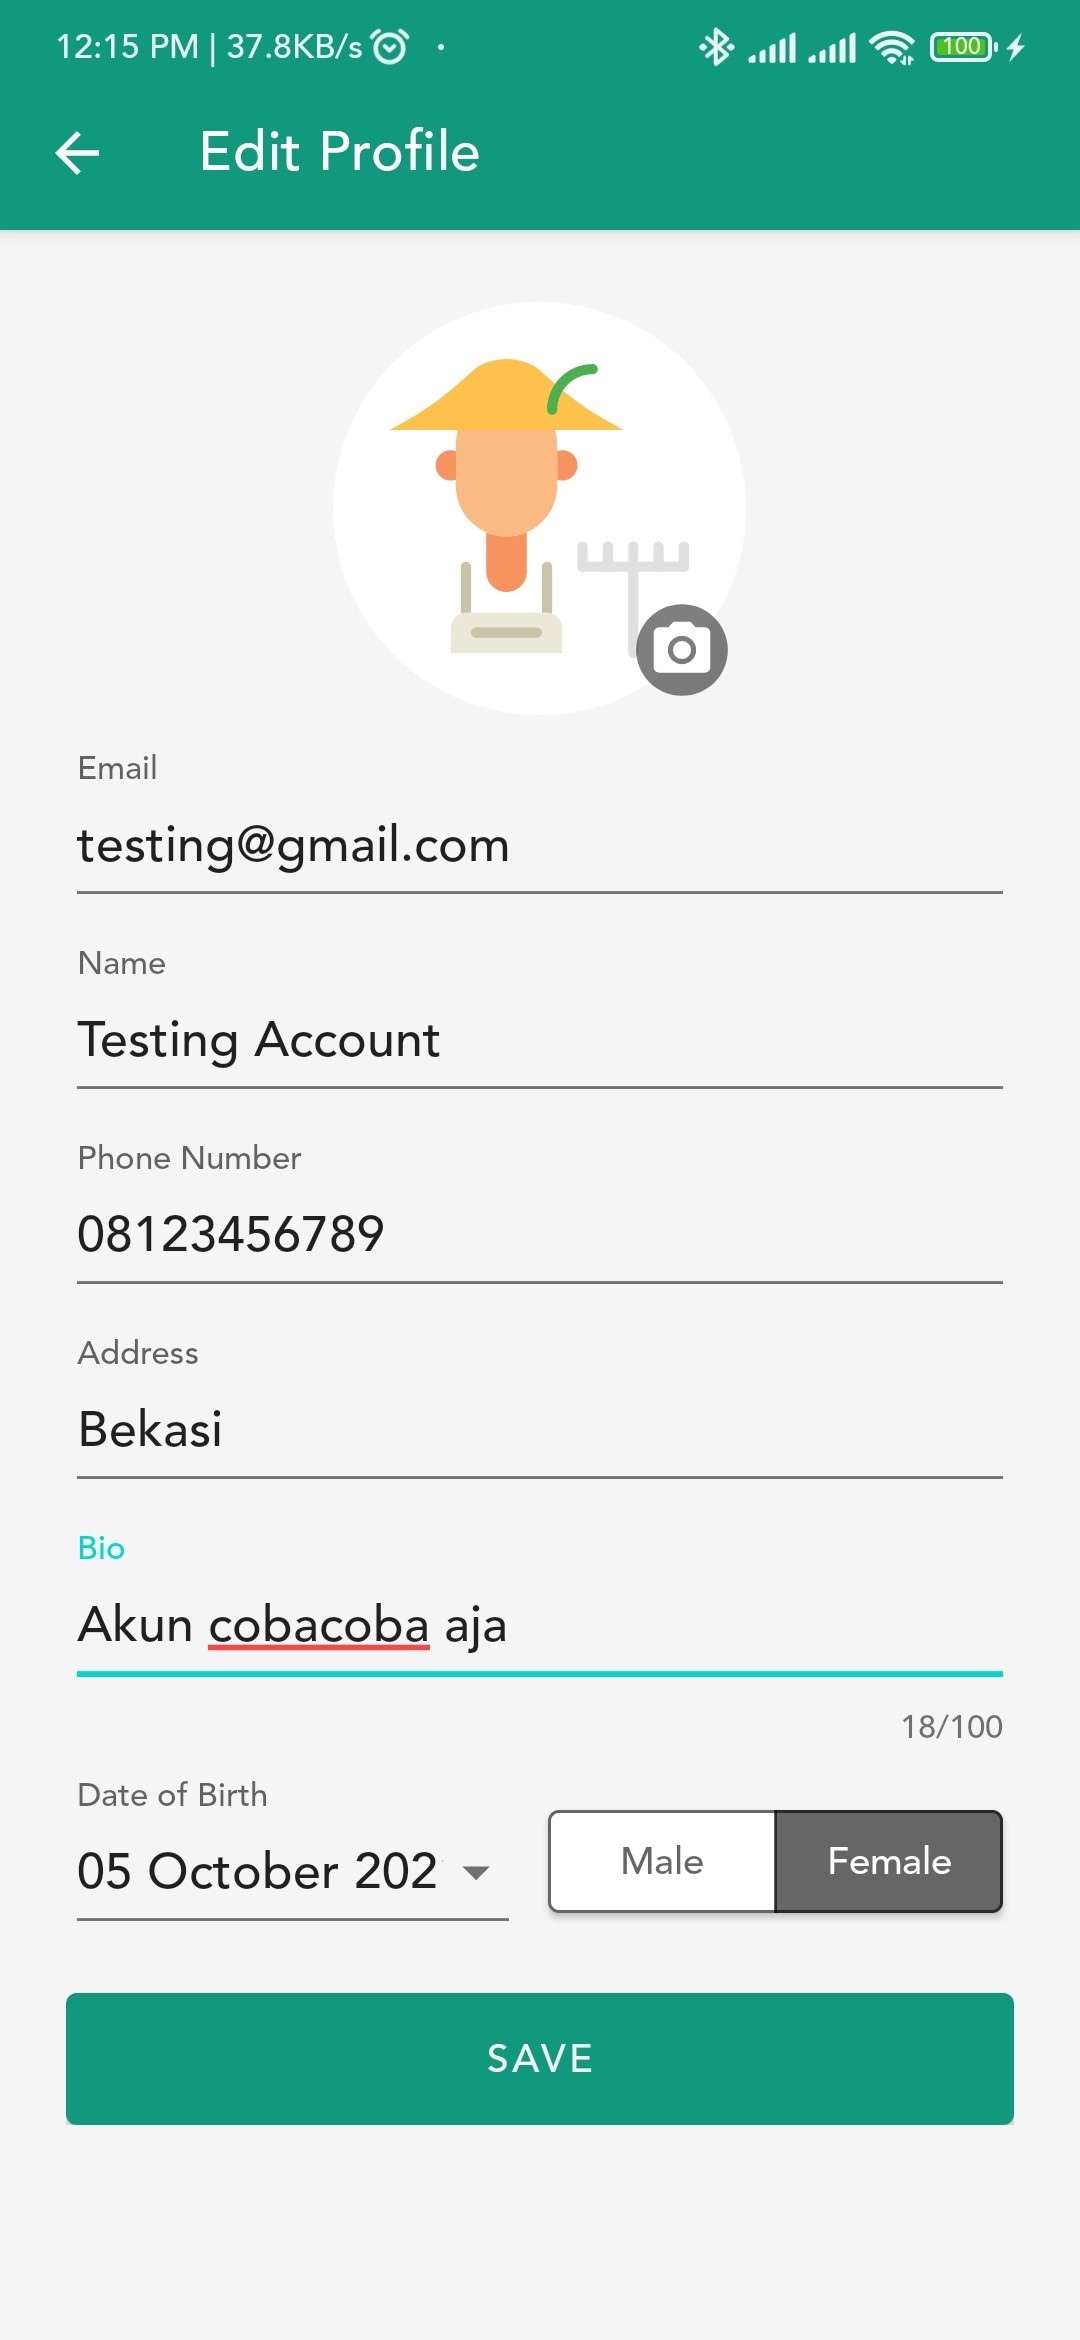 12:15 PM | 37.8KB/s
100
Edit Profile
Email
testing@gmail.com
Name
Testing Account
Phone Number
08123456789
Address
Bekasi
Bio
Akun cobacoba aja
18/100
Date of Birth
05 October 202
Male
Female
SAVE